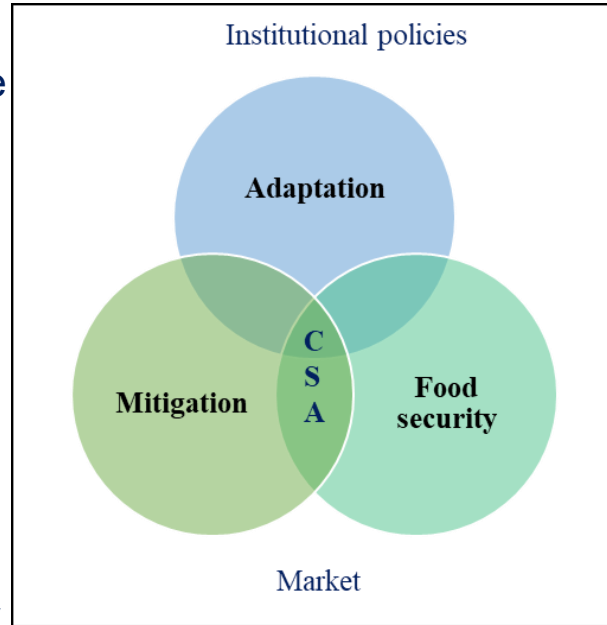 Institutional policies
e
Adaptation
C
S
A
Mitigation
Food
security
Market